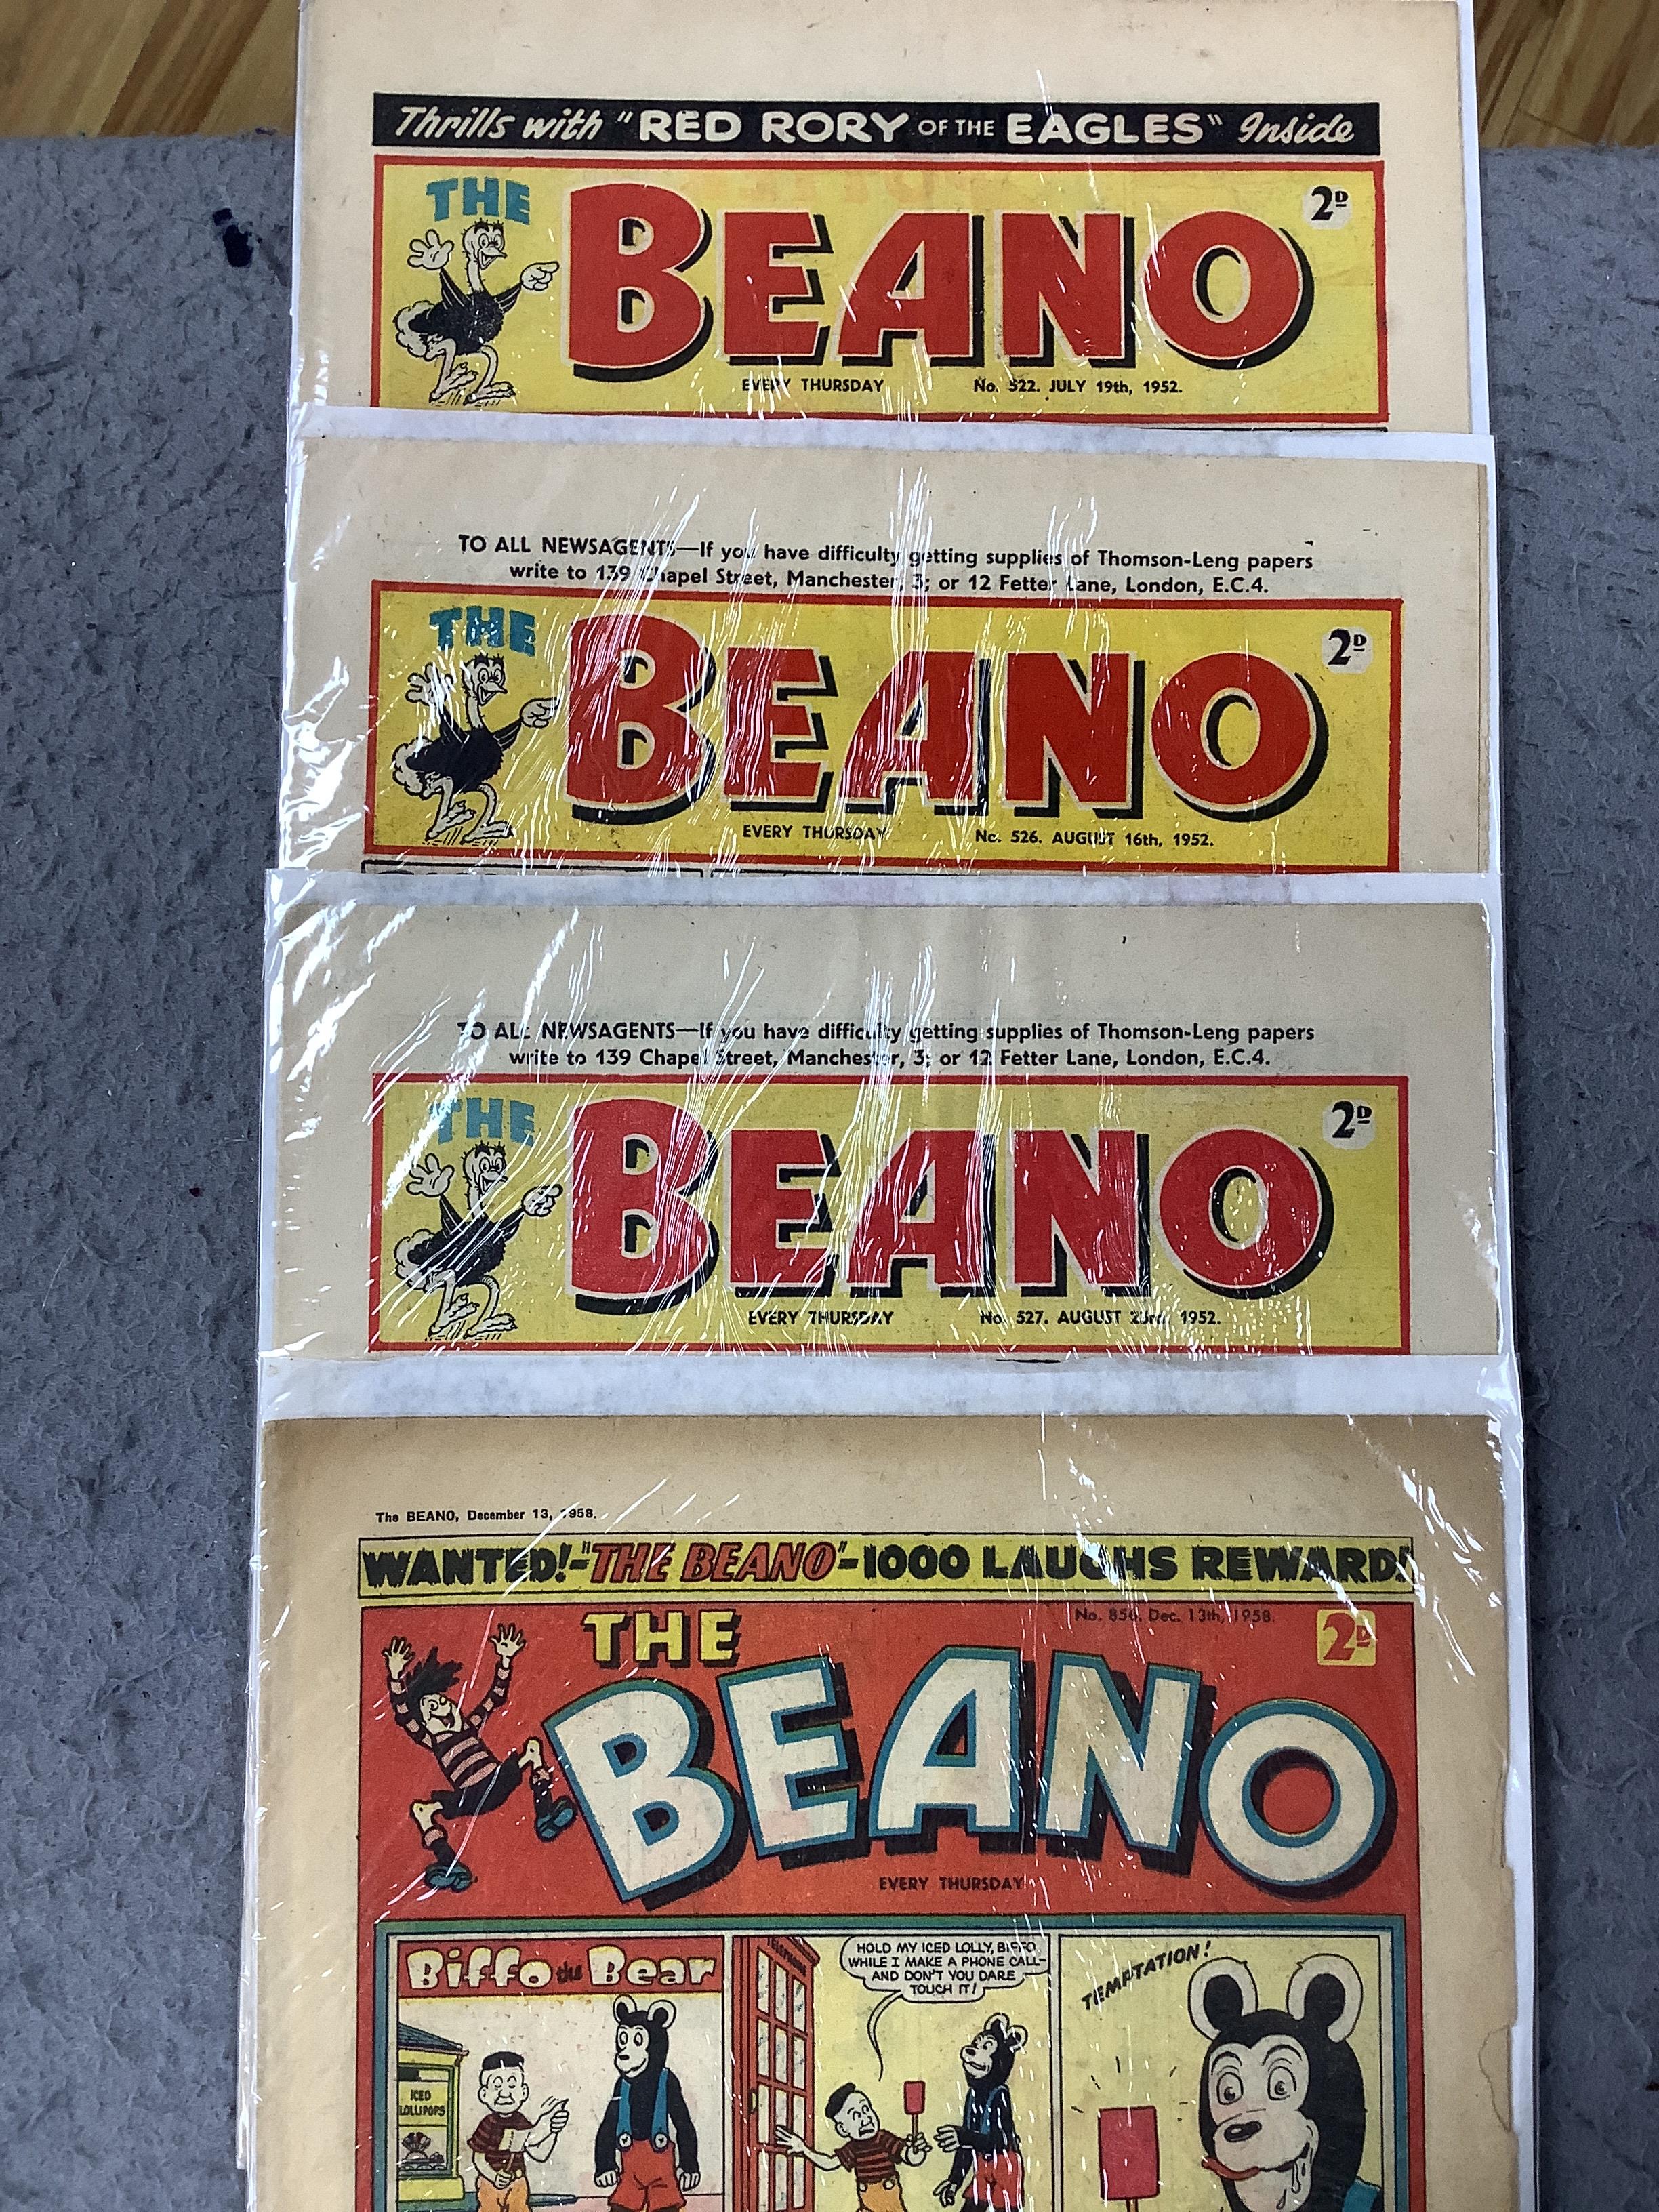 Thrills with "RED RORY OF THE EAGLES" Inside
THE BEANO 2D
EVERY THURSDAY No. 522. JULY 19th, 1952.
TO ALL NEWSAGENTS—If you have difficulty getting supplies of Thomson-Leng papers
write to 139 Chapel Street, Manchester, 3; or 12 Fetter Lane, London, E.C.4.
THE BEANO 2D
EVERY THURSDAY No. 526. AUGUST 16th, 1952.
TO ALL NEWSAGENTS—If you have difficulty getting supplies of Thomson-Leng papers
write to 139 Chapel Street, Manchester, 3; or 12 Fetter Lane, London, E.C.4.
THE BEANO 2D
EVERY THURSDAY No. 527. AUGUST 23rd, 1952.
The BEANO, December 13, 1958.
WANTED!-"THE BEANO"-1000 LAUGHS REWARD!
No. 856. Dec. 13th, 1958. 2D
THE
BEANO
EVERY THURSDAY
Biffo the Bear
TELEPHONE
HOLD MY ICED LOLLY, BIFFO,
WHILE I MAKE A PHONE CALL—
AND DON'T YOU DARE
TOUCH IT!
TEMPTATION!
ICED
LOLLIPOPS